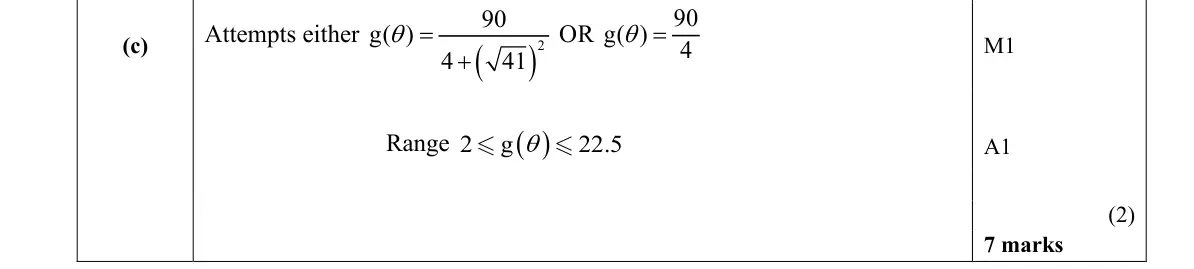 (c) Attempts either g(θ) = 90 / (4 + (√41)²) OR g(θ) = 90 / 4 M1
Range 2 ⩽ g(θ) ⩽ 22.5 A1
(2)
7 marks